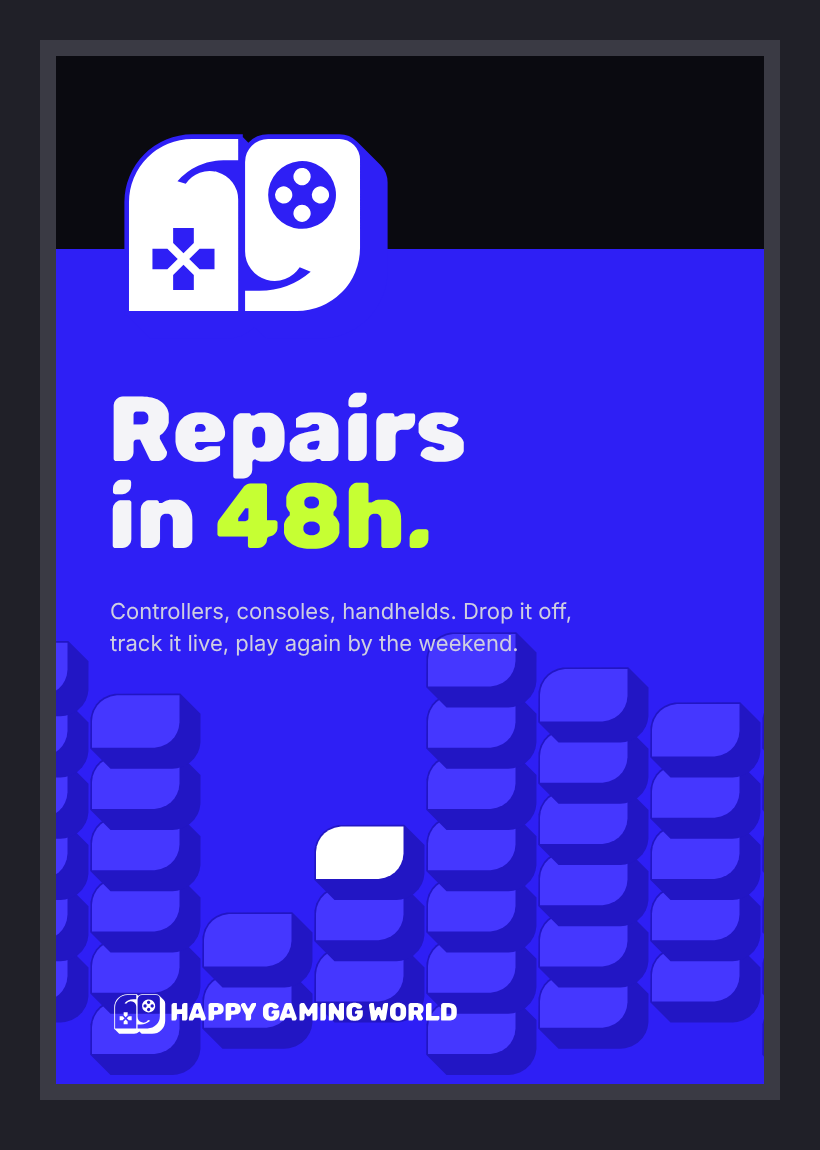 Repairs
in 48h.
Controllers, consoles, handhelds. Drop it off,
track it live, play again by the weekend.
HAPPY GAMING WORLD